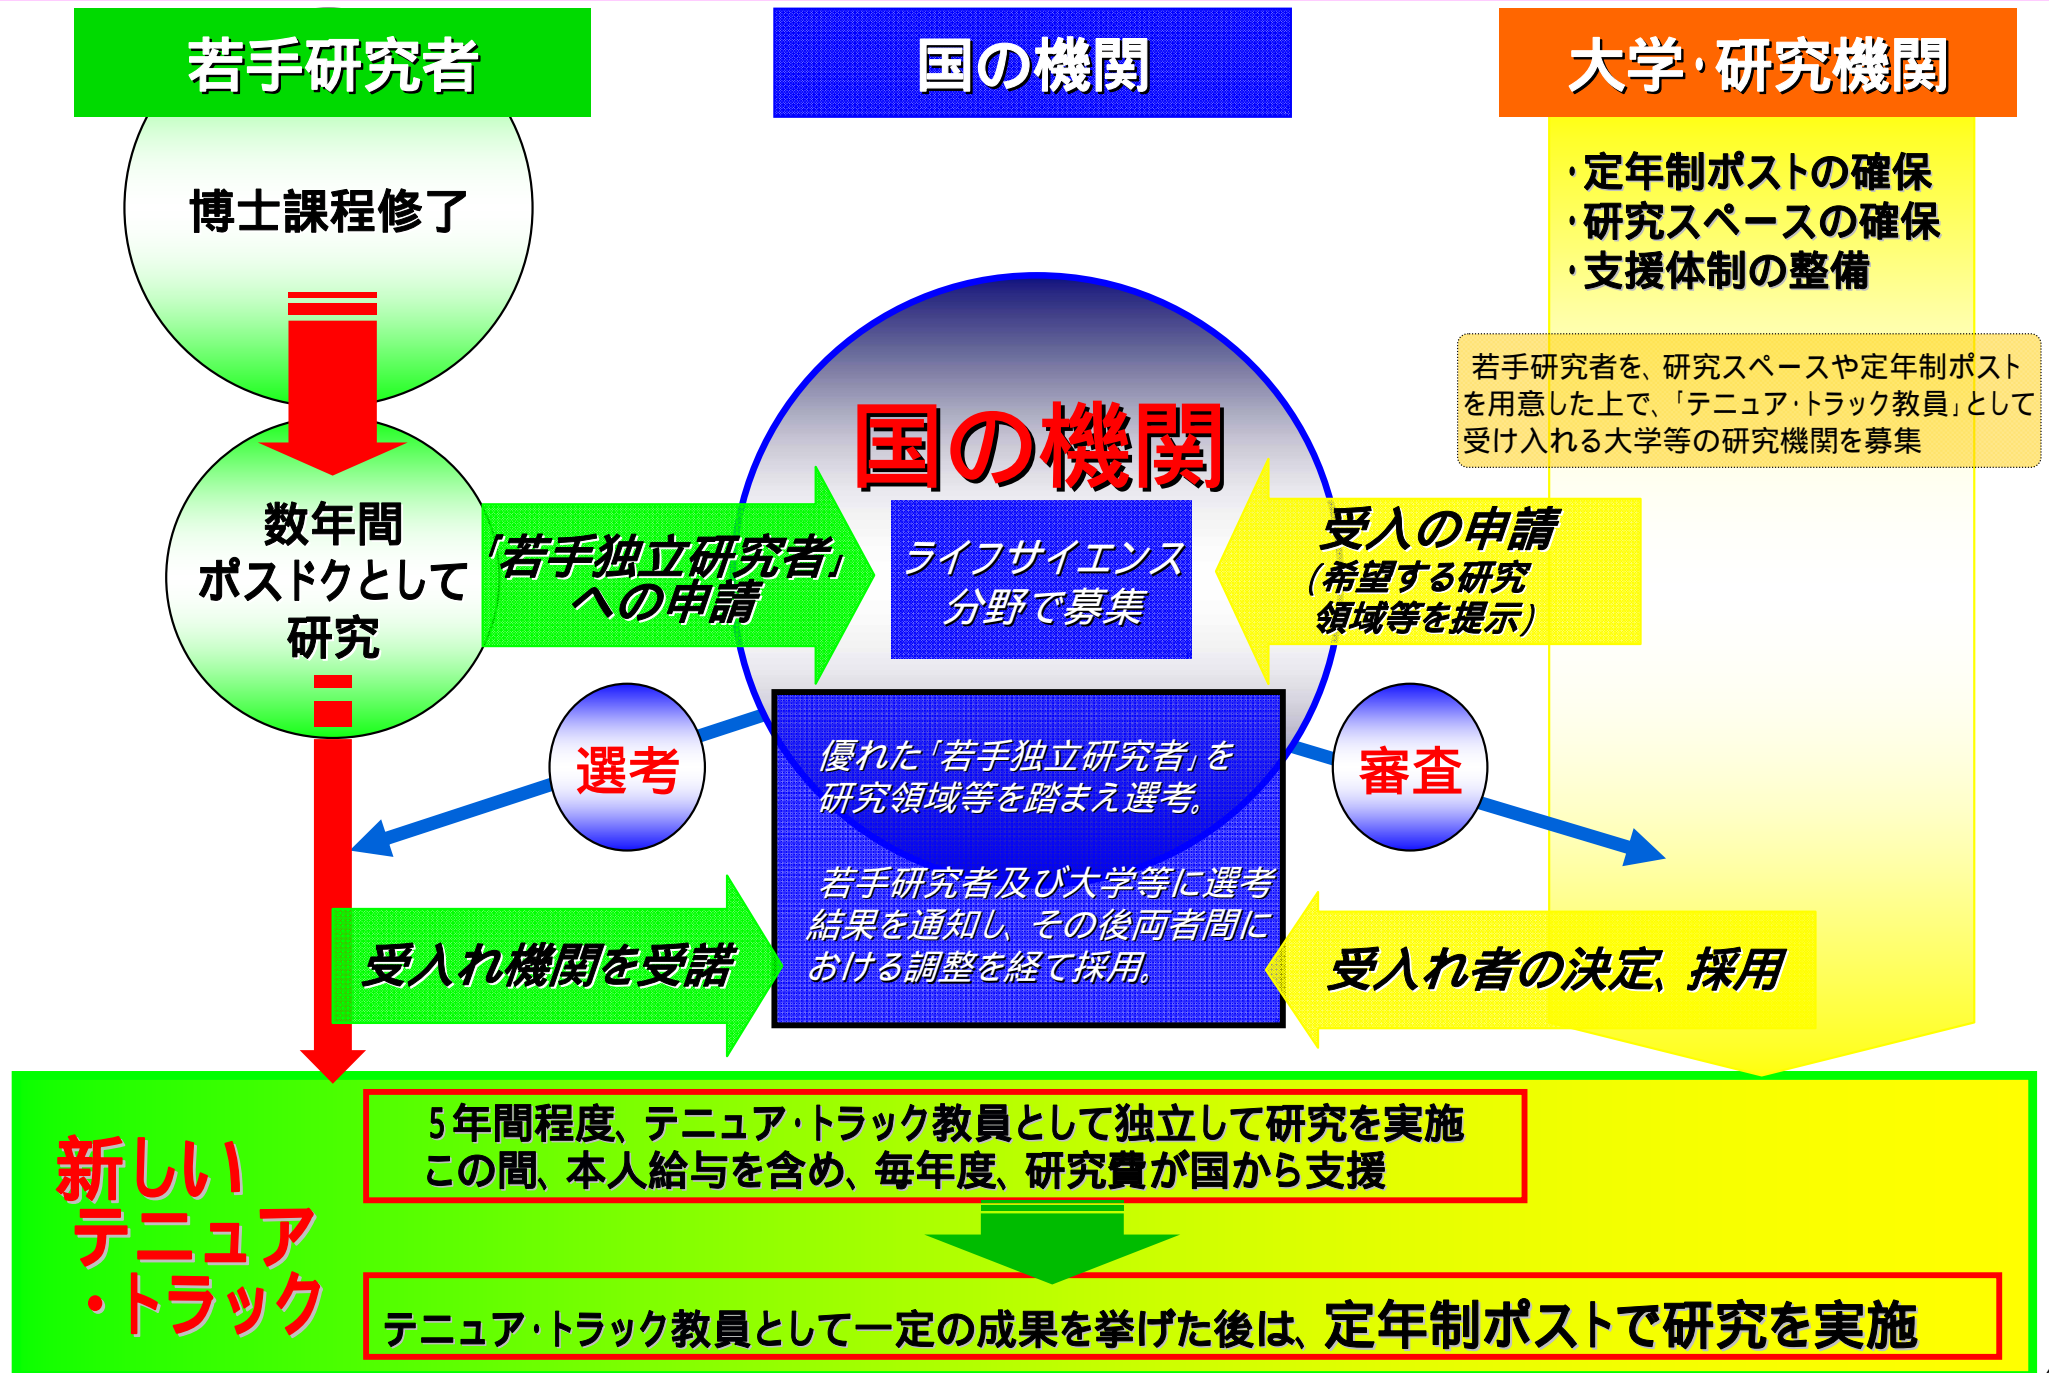 若手研究者
国の機関
大学・研究機関
博士課程修了
・定年制ポストの確保
・研究スペースの確保
・支援体制の整備
若手研究者を、研究スペースや定年制ポスト
を用意した上で、「テニュア・トラック教員」として
受け入れる大学等の研究機関を募集
国の機関
数年間
ポスドクとして
研究
「若手独立研究者」
への申請
ライフサイエンス
分野で募集
受入の申請
（希望する研究
領域等を提示）
選考
審査
優れた「若手独立研究者」を
研究領域等を踏まえ選考。
若手研究者及び大学等に選考
結果を通知し、その後両者間に
おける調整を経て採用。
受入れ機関を受諾
受入れ者の決定、採用
新しい
テニュア
・トラック
5年間程度、テニュア・トラック教員として独立して研究を実施
この間、本人給与を含め、毎年度、研究費が国から支援
テニュア・トラック教員として一定の成果を挙げた後は、定年制ポストで研究を実施